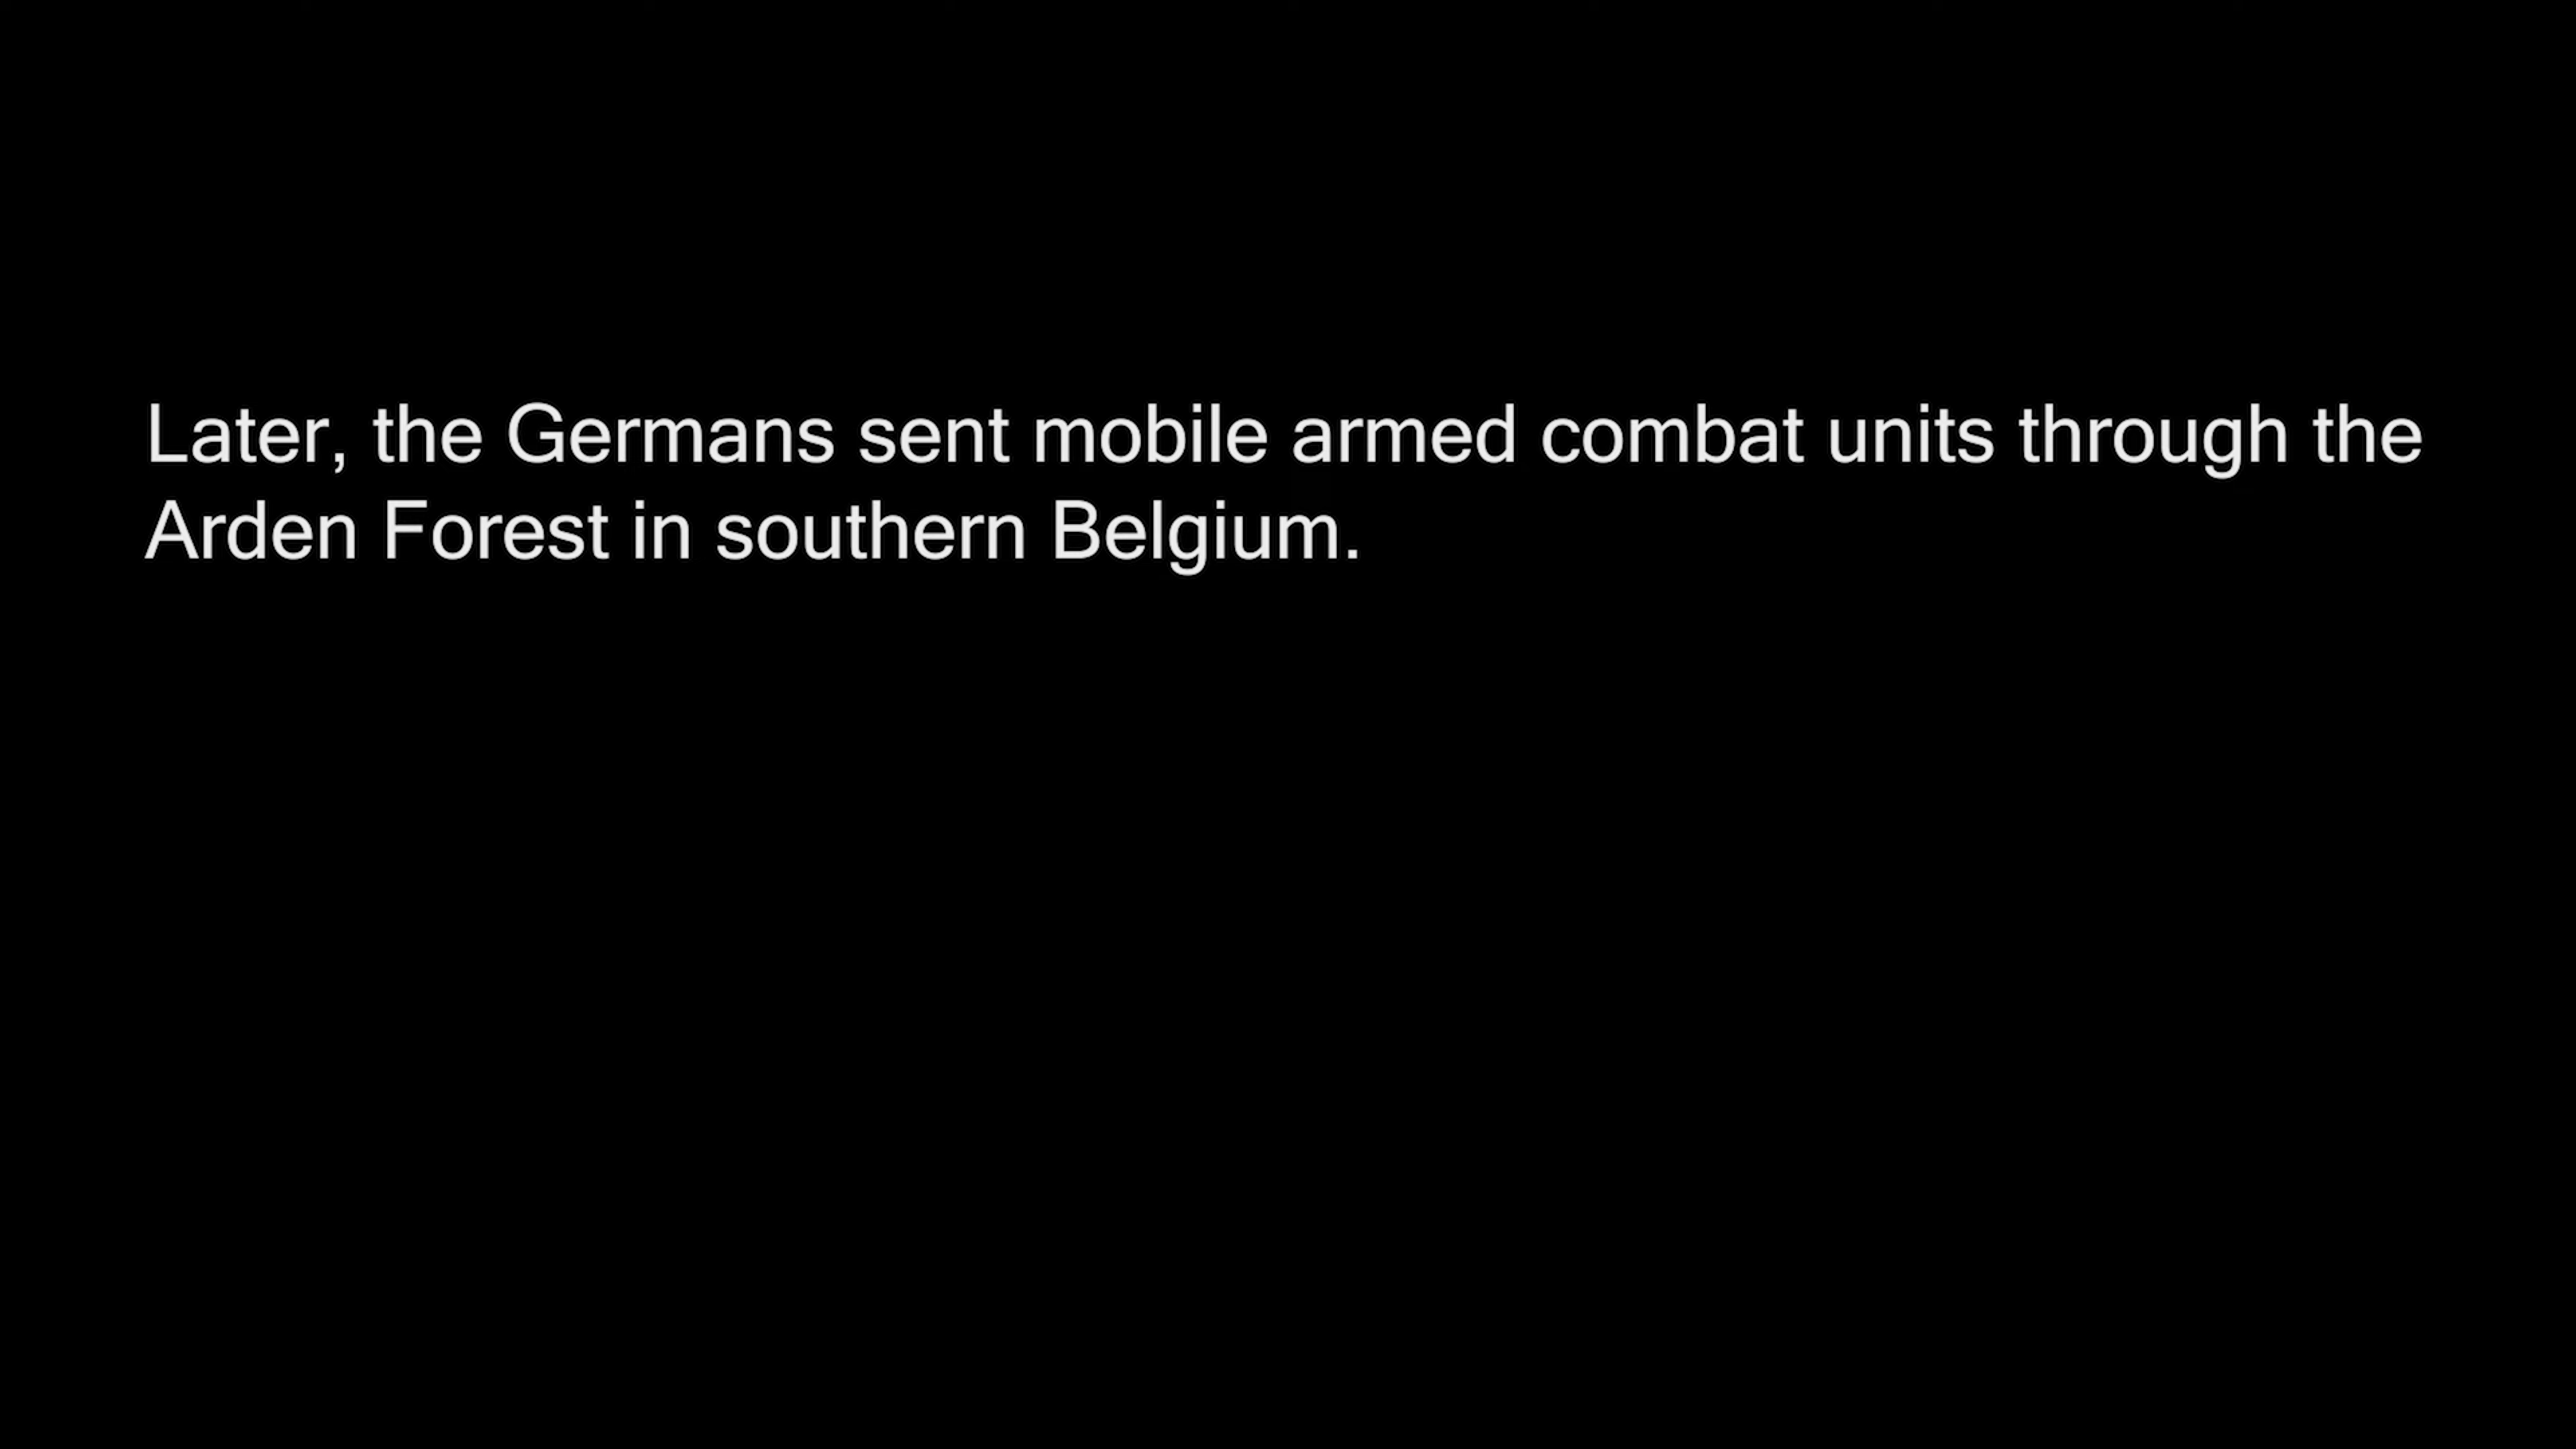 Later, the Germans sent mobile armed combat units through the
Arden Forest in southern Belgium.